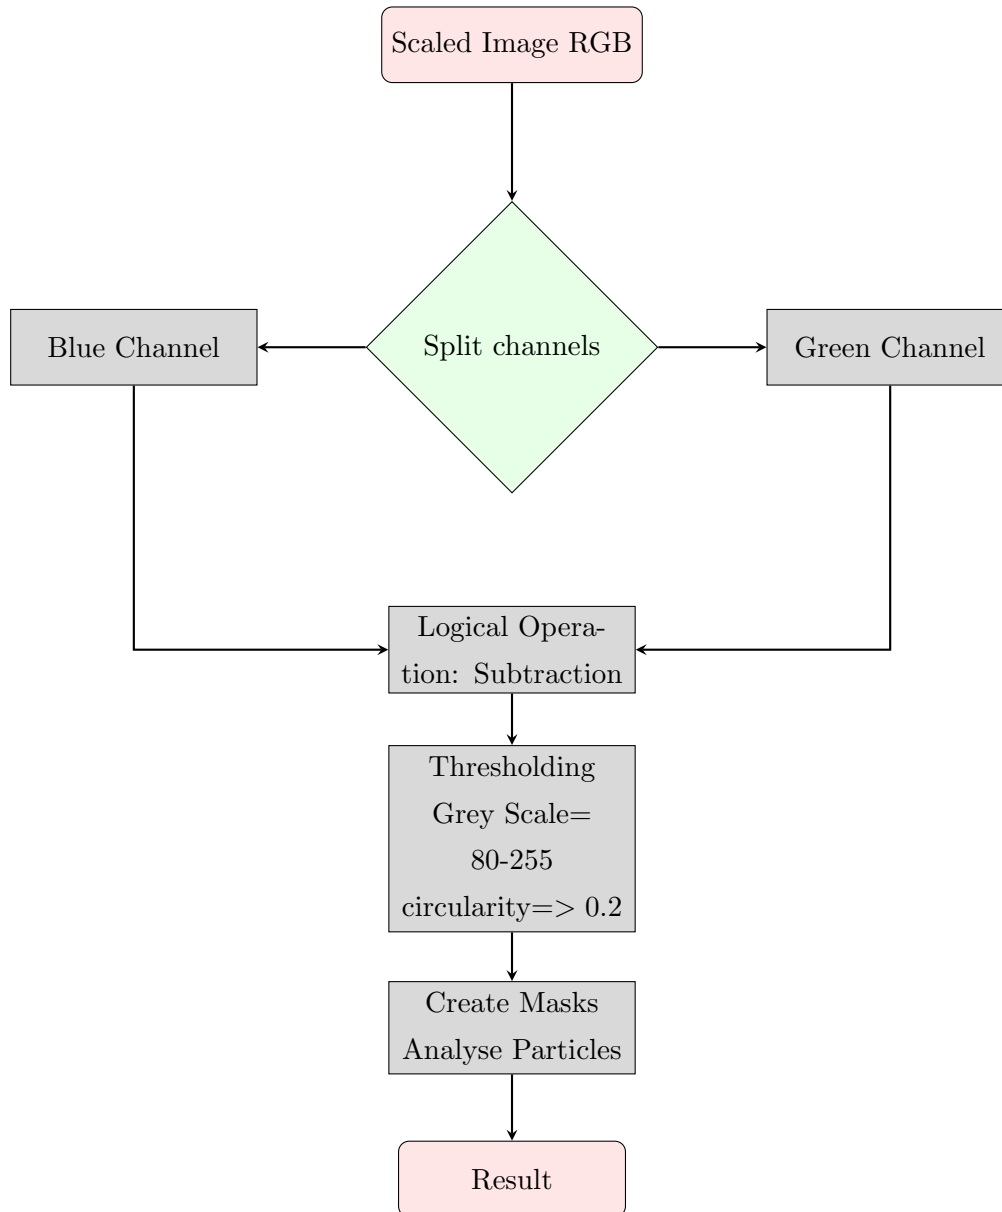 Scaled Image RGB
Blue Channel
Split channels
Green Channel
Logical Opera-
tion: Subtraction
Thresholding
Grey Scale=
80-255
circularity=> 0.2
Create Masks
Analyse Particles
Result